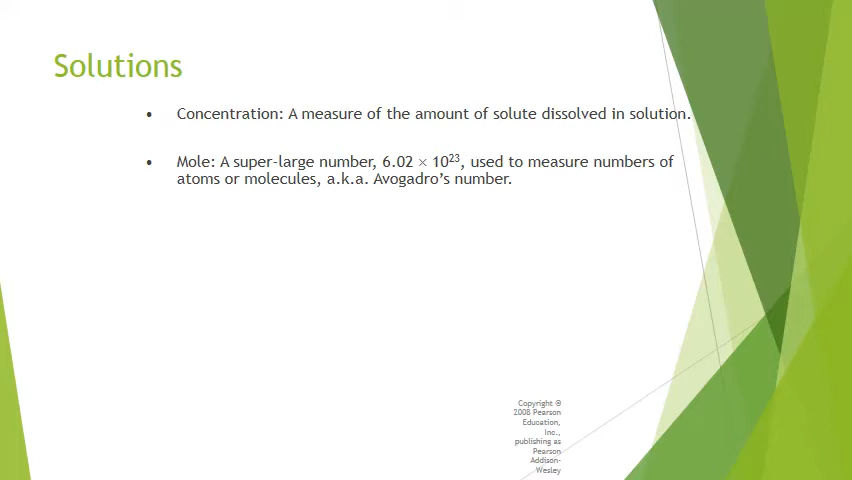 Solutions
• Concentration: A measure of the amount of solute dissolved in solution.
• Mole: A super-large number, 6.02 × 10²³, used to measure numbers of
atoms or molecules, a.k.a. Avogadro’s number.
Copyright ©
2008 Pearson
Education,
Inc.,
publishing as
Pearson
Addison-
Wesley